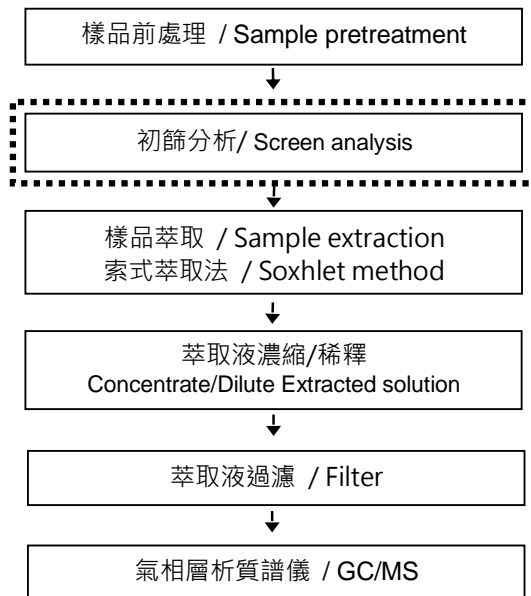 樣品前處理 / Sample pretreatment
初篩分析/ Screen analysis
樣品萃取 / Sample extraction
索式萃取法 / Soxhlet method
萃取液濃縮/稀釋
Concentrate/Dilute Extracted solution
萃取液過濾 / Filter
氣相層析質譜儀 / GC/MS